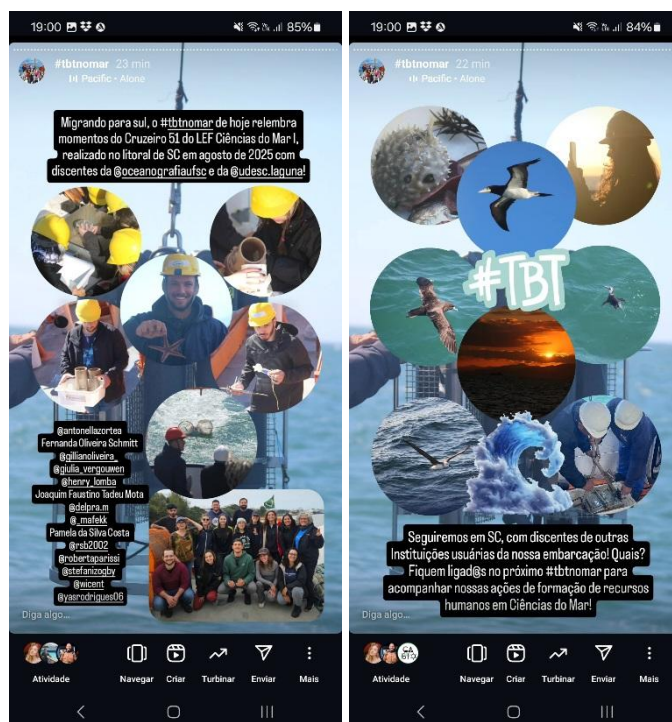 19:00
85%
#tbtnomar 23 min
Pacific • Alone
Migrando para sul, o #tbtnomar de hoje relembra
momentos do Cruzeiro 51 do LEF Ciências do Mar I,
realizado no litoral de SC em agosto de 2025 com
discentes da @oceanografiaufsc e da @udesc.laguna!
@antonellazortea
Fernanda Oliveira Schmitt
@gillianoliveira_
@giulia_vergouwen
@henry_lomba
Joaquim Faustino Tadeu Mota
@delpra.m
@_mafekk
Pamela da Silva Costa
@rsb2002
@robertaparissi
@stefanizogby
@wicent
@yasrodrigues06
Diga algo...
Atividade
Navegar
Criar
Turbinar
Enviar
Mais
19:00
84%
#tbtnomar 22 min
Pacific • Alone
#TBT
Seguiremos em SC, com discentes de outras
Instituições usuárias da nossa embarcação! Quais?
Fiquem ligad@s no próximo #tbtnomar para
acompanhar nossas ações de formação de recursos
humanos em Ciências do Mar!
Diga algo...
Atividade
Navegar
Criar
Turbinar
Enviar
Mais